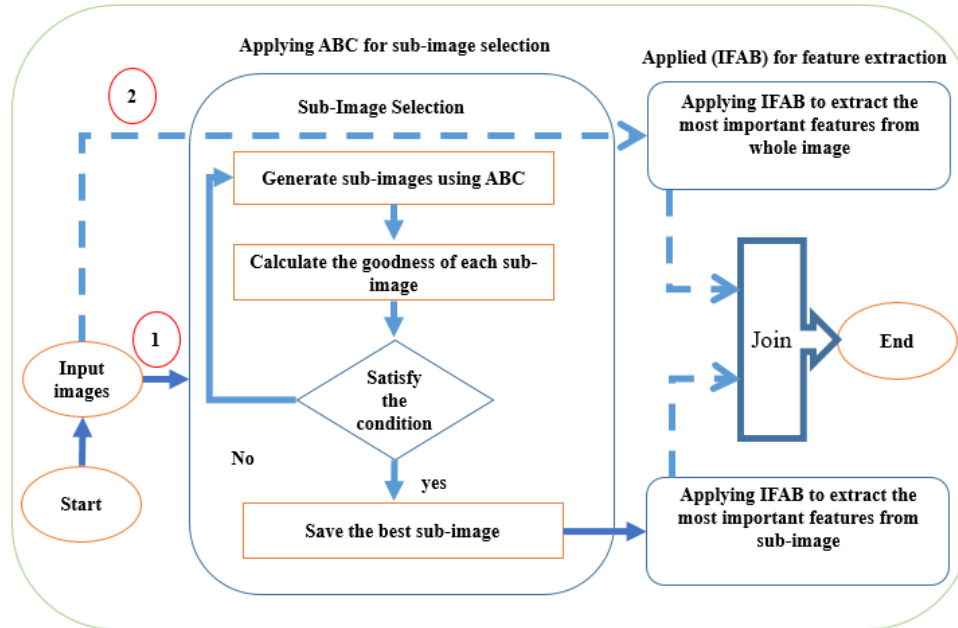 Applying ABC for sub-image selection
Applied (IFAB) for feature extraction
2
Sub-Image Selection
Applying IFAB to extract the
most important features from
whole image
Generate sub-images using ABC
Calculate the goodness of each sub-
image
1
Input
images
Satisfy
the
condition
Join
End
No
yes
Start
Save the best sub-image
Applying IFAB to extract the
most important features from
sub-image